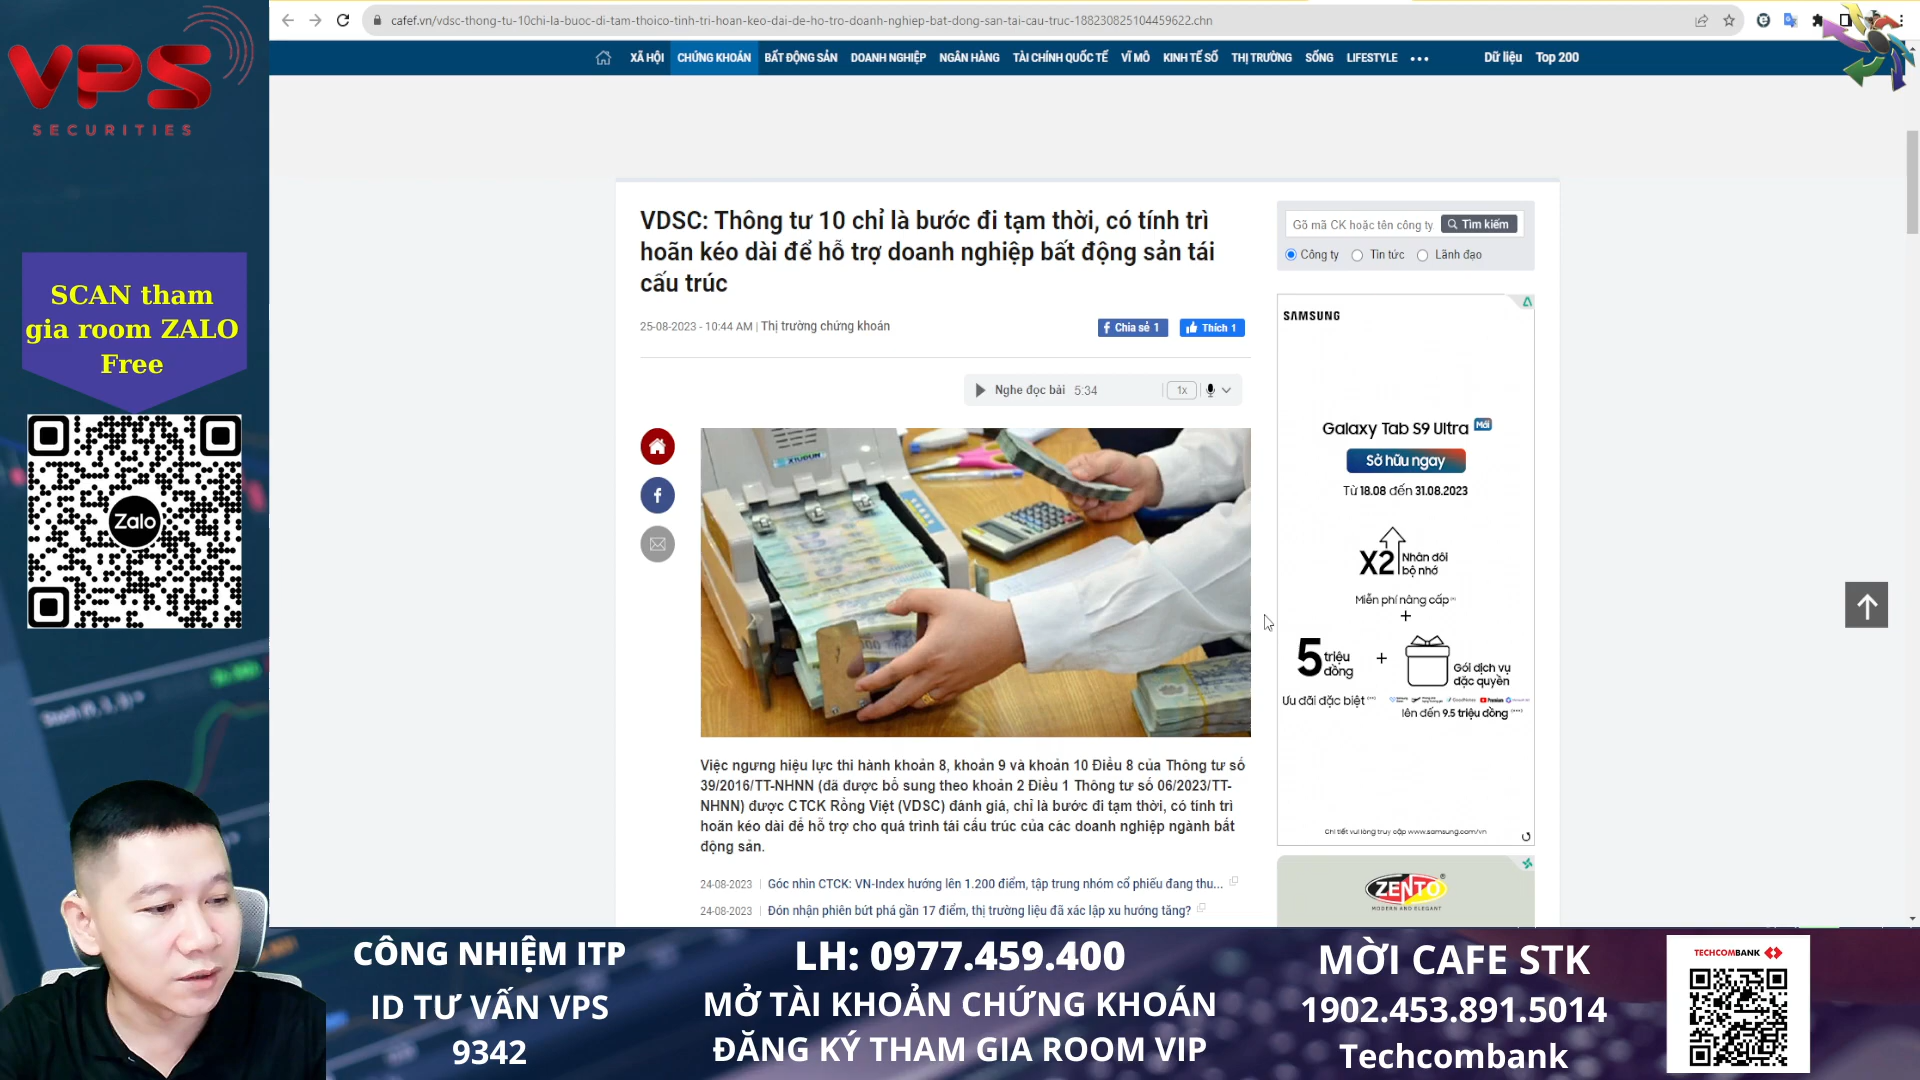 VPS
SECURITIES
cafef.vn/vdsc-thong-tu-10chi-la-buoc-di-tam-thoico-tinh-tri-hoan-keo-dai-de-ho-tro-doanh-nghiep-bat-dong-san-tai-cau-truc-188230825104459622.chn
XÃ HỘI CHỨNG KHOÁN BẤT ĐỘNG SẢN DOANH NGHIỆP NGÂN HÀNG TÀI CHÍNH QUỐC TẾ VĨ MÔ KINH TẾ SỐ THỊ TRƯỜNG SỐNG LIFESTYLE ••• Dữ liệu Top 200
VDSC: Thông tư 10 chỉ là bước đi tạm thời, có tính trì
hoãn kéo dài để hỗ trợ doanh nghiệp bất động sản tái
cấu trúc
25-08-2023 - 10:44 AM | Thị trường chứng khoán
Chia sẻ 1
Thích 1
Nghe đọc bài 5:34 1x
Gõ mã CK hoặc tên công ty Tìm kiếm
Công ty Tin tức Lãnh đạo
SAMSUNG
Galaxy Tab S9 Ultra Mới
Sở hữu ngay
Từ 18.08 đến 31.08.2023
X2 Nhân đôi
bộ nhớ
Miễn phí nâng cấp
+
5 triệu
đồng
+
Gói dịch vụ
đặc quyền
Ưu đãi đặc biệt
lên đến 9.5 triệu đồng
Chi tiết vui lòng truy cập www.samsung.com/vn
ZENTO
MODERN AND ELEGANT
Việc ngưng hiệu lực thi hành khoản 8, khoản 9 và khoản 10 Điều 8 của Thông tư số
39/2016/TT-NHNN (đã được bổ sung theo khoản 2 Điều 1 Thông tư số 06/2023/TT-
NHNN) được CTCK Rồng Việt (VDSC) đánh giá, chỉ là bước đi tạm thời, có tính trì
hoãn kéo dài để hỗ trợ cho quá trình tái cấu trúc của các doanh nghiệp ngành bất
động sản.
24-08-2023 | Góc nhìn CTCK: VN-Index hướng lên 1.200 điểm, tập trung nhóm cổ phiếu đang thu...
24-08-2023 | Đón nhận phiên bứt phá gần 17 điểm, thị trường liệu đã xác lập xu hướng tăng?
SCAN tham
gia room ZALO
Free
Zalo
CÔNG NHIỆM ITP
ID TƯ VẤN VPS
9342
LH: 0977.459.400
MỞ TÀI KHOẢN CHỨNG KHOÁN
ĐĂNG KÝ THAM GIA ROOM VIP
MỜI CAFE STK
1902.453.891.5014
Techcombank
TECHCOMBANK